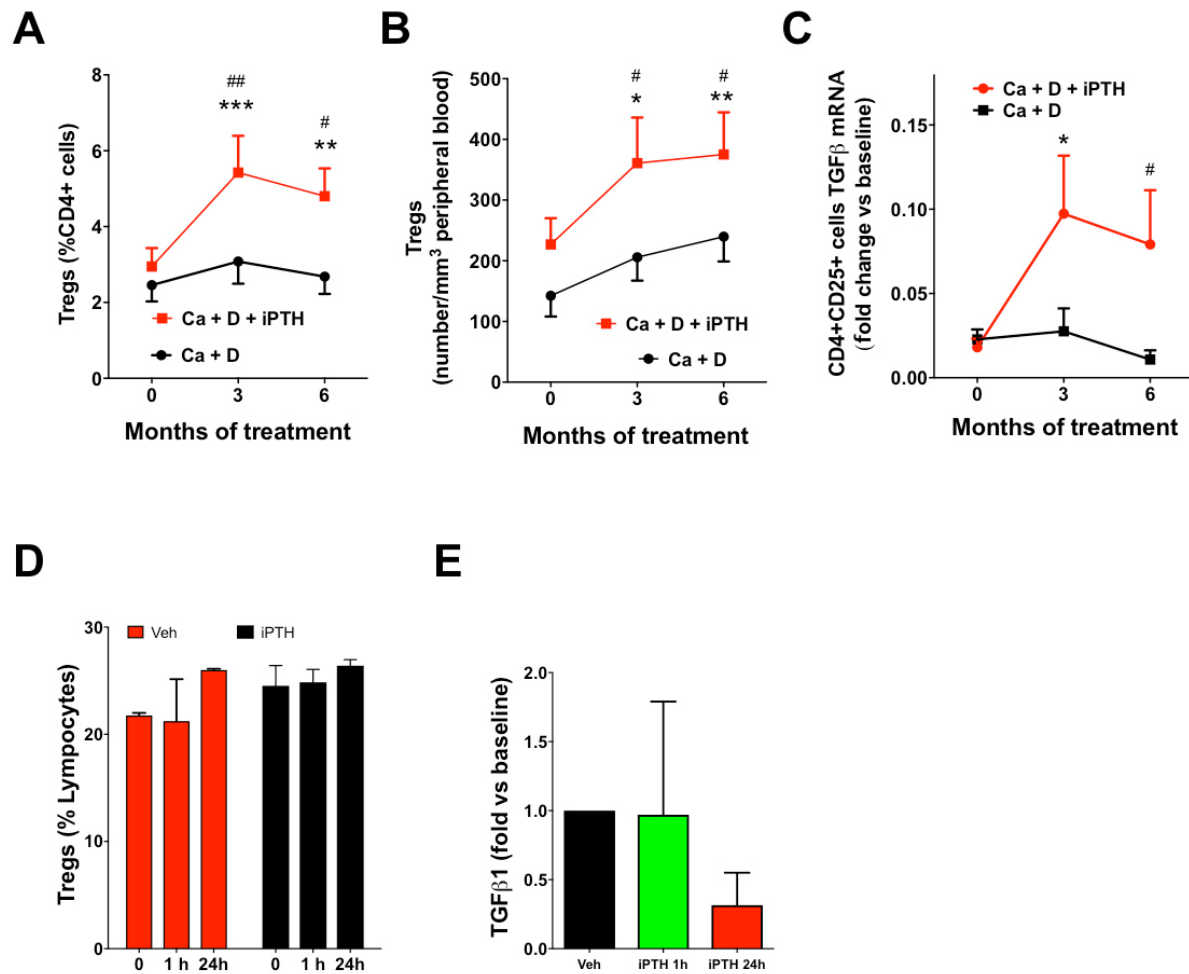 A
Tregs (%CD4+ cells)
8
6
4
2
0
##
***
#
**
Ca + D + iPTH
Ca + D
0 3 6
Months of treatment
B
Tregs
(number/mm³ peripheral blood)
500
400
300
200
100
0
#
*
#
**
Ca + D + iPTH
Ca + D
0 3 6
Months of treatment
C
CD4+CD25+ cells TGFβ mRNA
(fold change vs baseline)
0.15
0.10
0.05
0.00
Ca + D + iPTH
Ca + D
*
#
0 3 6
Months of treatment
D
Tregs (% Lympocytes)
30
20
10
0
Veh iPTH
0 1 h 24h 0 1 h 24h
E
TGFβ1 (fold vs baseline)
2.0
1.5
1.0
0.5
0.0
Veh iPTH 1h iPTH 24h